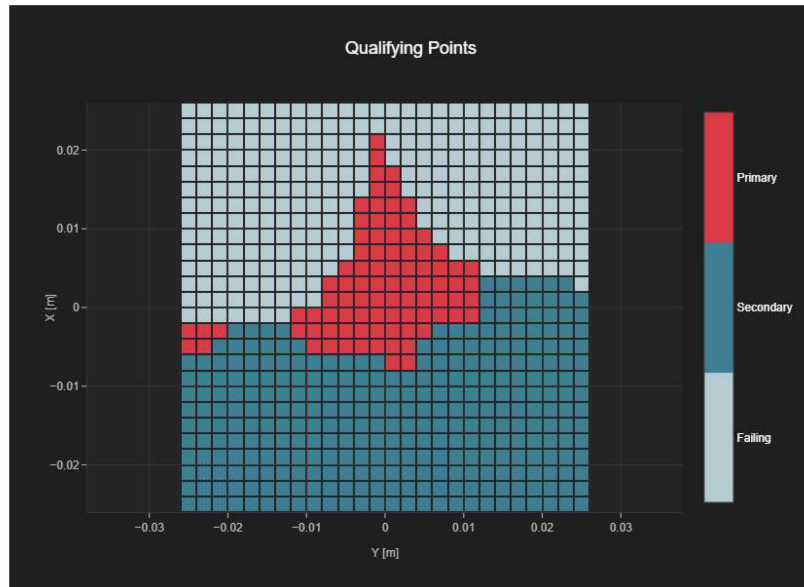 Qualifying Points
0.02
0.01
0
−0.01
−0.02
X [m]
−0.03
−0.02
−0.01
0
0.01
0.02
0.03
Y [m]
Primary
Secondary
Failing